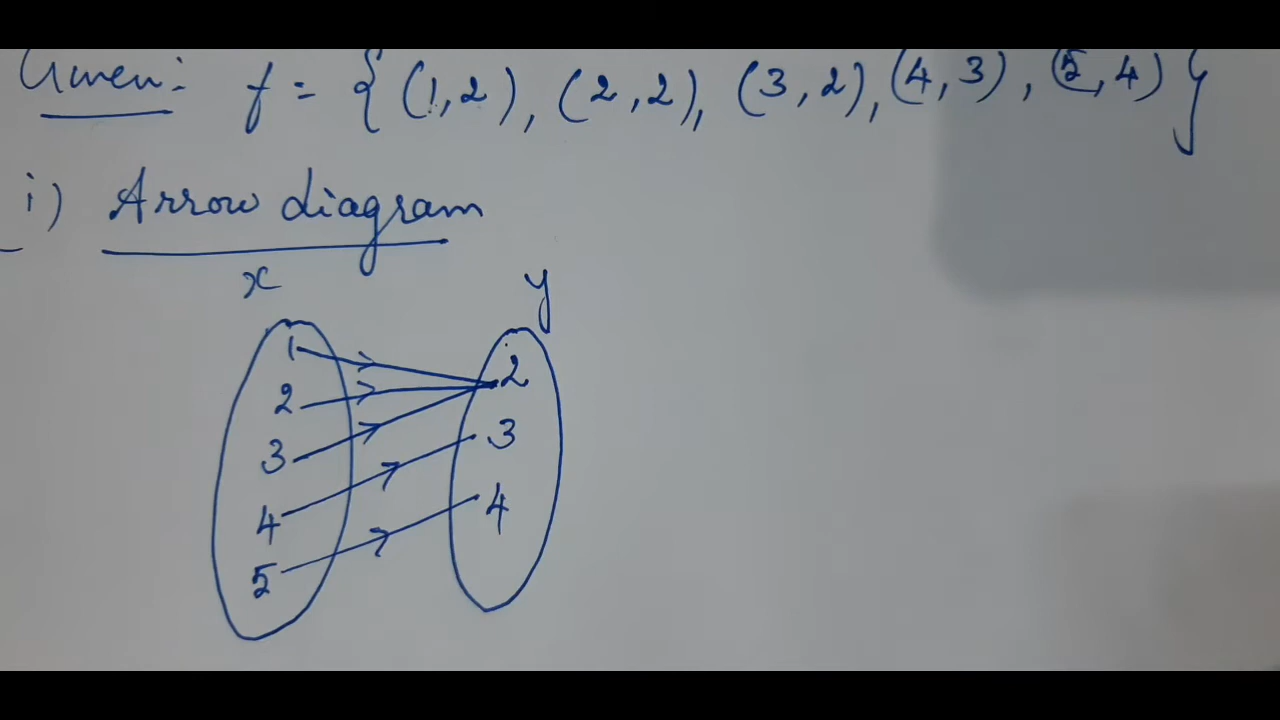 Given: f = { (1,2), (2,2), (3,2), (4,3), (5,4) }
i) Arrow diagram
x y
1 2
2 3
3 4
4
5